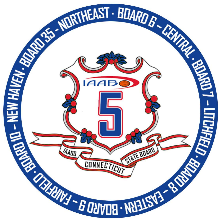 BOARD 6 - CENTRAL · BOARD 7 - LITCHFIELD · BOARD 8 - EASTERN · BOARD 9 - FAIRFIELD · BOARD 10 - NEW HAVEN · BOARD 35 - NORTHEAST ·
IAABO
5
IAABO
CONNECTICUT
STATE BOARD